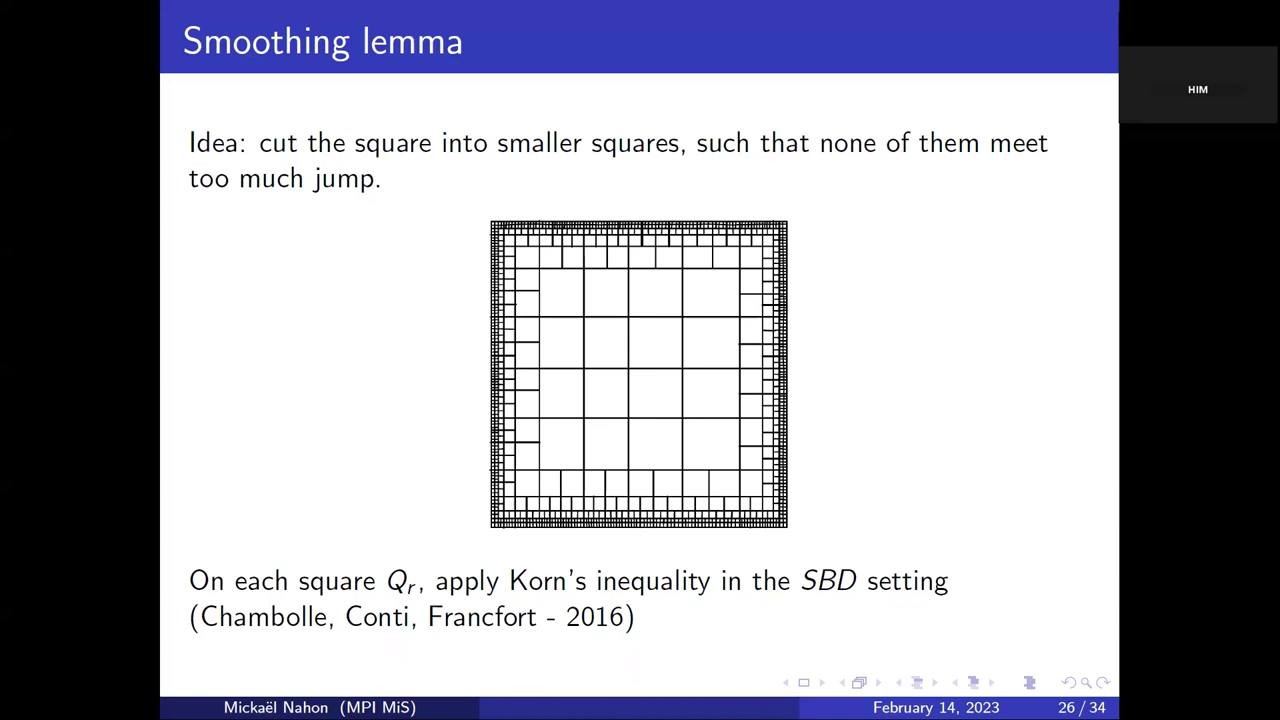 Smoothing lemma
HIM
Idea: cut the square into smaller squares, such that none of them meet
too much jump.
On each square Qr, apply Korn's inequality in the SBD setting
(Chambolle, Conti, Francfort - 2016)
Mickaël Nahon (MPI MiS)
February 14, 2023
26 / 34